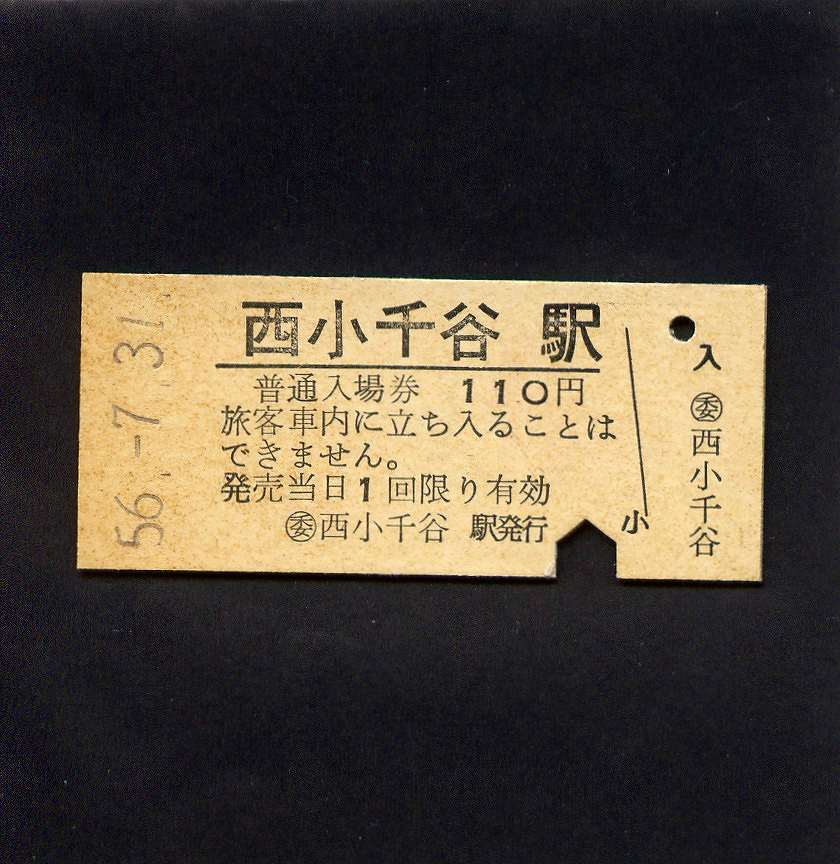 西小千谷 駅
普通入場券 110円
旅客車内に立ち入ることは
できません。
発売当日1回限り有効
㊀西小千谷 駅発行
56.-7.31.
小
入
委西小千谷